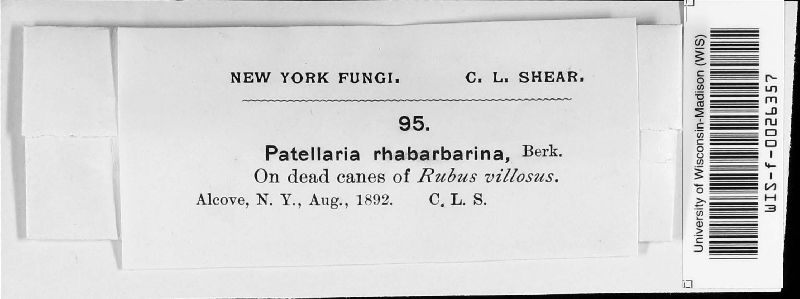 NEW YORK FUNGI. C. L. SHEAR.
95.
Patellaria rhabarbarina, Berk.
On dead canes of Rubus villosus.
Alcove, N. Y., Aug., 1892. C. L. S.
University of Wisconsin-Madison (WIS)
WIS-f-0026357